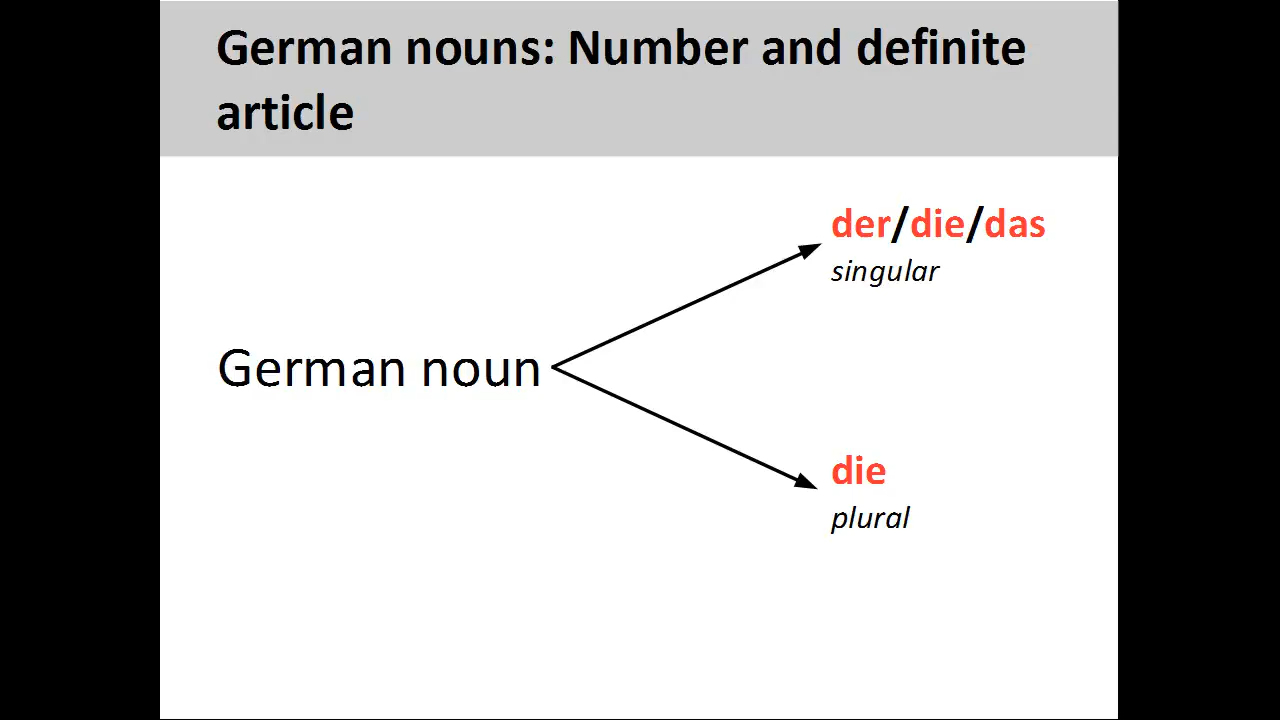 German nouns: Number and definite
article
der/die/das
singular
German noun
die
plural